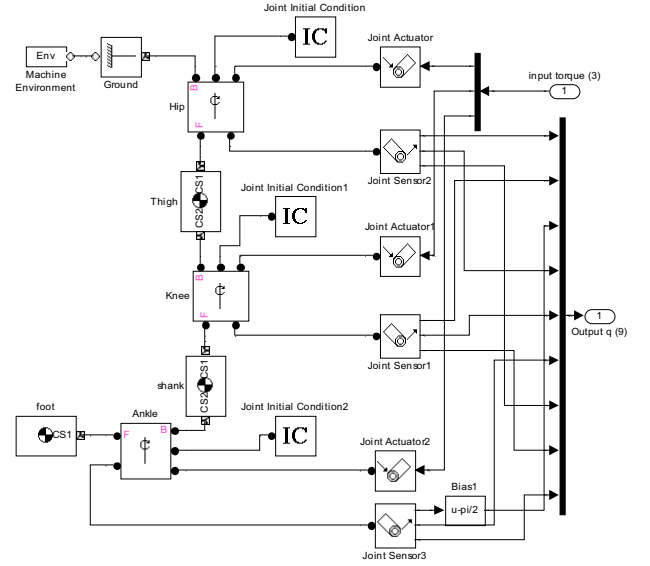 Joint Initial Condition
IC
Joint Actuator
Env
Machine
Environment
Ground
input torque (3)
1
B
Hip
F
Joint Sensor2
CS1
CS2
Thigh
Joint Initial Condition1
IC
Joint Actuator1
B
Knee
F
1
Output q (9)
Joint Sensor1
CS1
CS2
shank
foot
CS1
Ankle
F
B
Joint Initial Condition2
IC
Joint Actuator2
Bias1
u-pi/2
Joint Sensor3